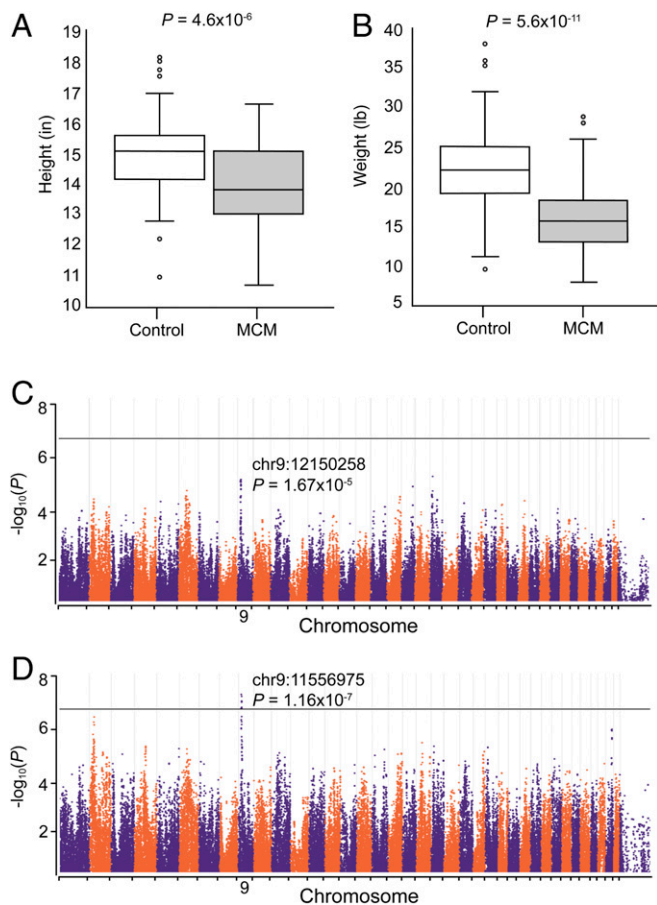 A
P = 4.6x10⁻⁶
Height (in)
19
18
17
16
15
14
13
12
11
10
Control
MCM
B
P = 5.6x10⁻¹¹
Weight (lb)
40
35
30
25
20
15
10
5
Control
MCM
C
-log₁₀(P)
8
6
4
2
chr9:12150258
P = 1.67x10⁻⁵
9
Chromosome
D
-log₁₀(P)
8
6
4
2
chr9:11556975
P = 1.16x10⁻⁷
9
Chromosome